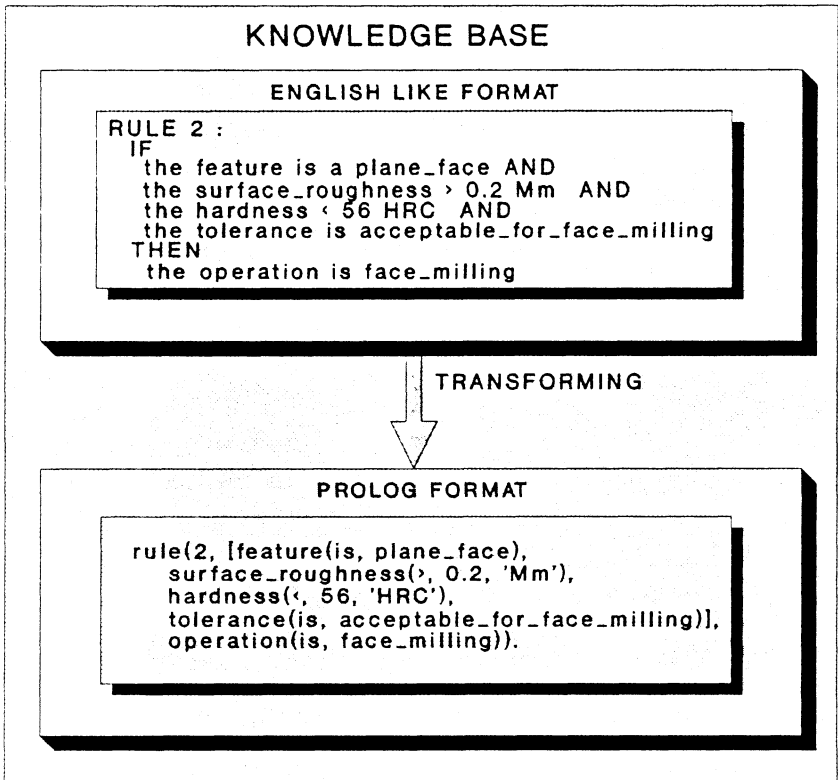 KNOWLEDGE BASE
ENGLISH LIKE FORMAT
RULE 2 :
IF
the feature is a plane_face AND
the surface_roughness > 0.2 Mm AND
the hardness < 56 HRC AND
the tolerance is acceptable_for_face_milling
THEN
the operation is face_milling
TRANSFORMING
PROLOG FORMAT
rule(2, [feature(is, plane_face),
surface_roughness(>, 0.2, 'Mm'),
hardness(<, 56, 'HRC'),
tolerance(is, acceptable_for_face_milling)],
operation(is, face_milling)).